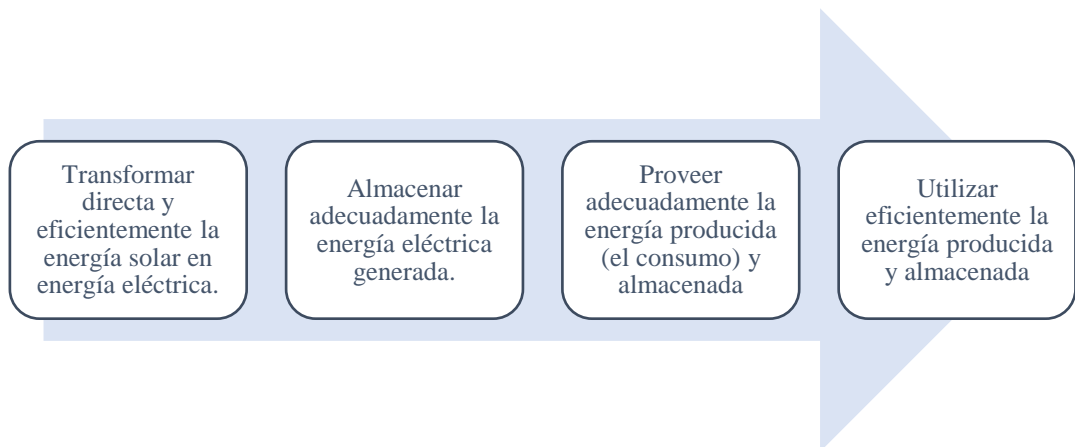 Transformar
directa y
eficientemente la
energía solar en
energía eléctrica.
Almacenar
adecuadamente la
energía eléctrica
generada.
Proveer
adecuadamente la
energía producida
(el consumo) y
almacenada
Utilizar
eficientemente la
energía producida
y almacenada